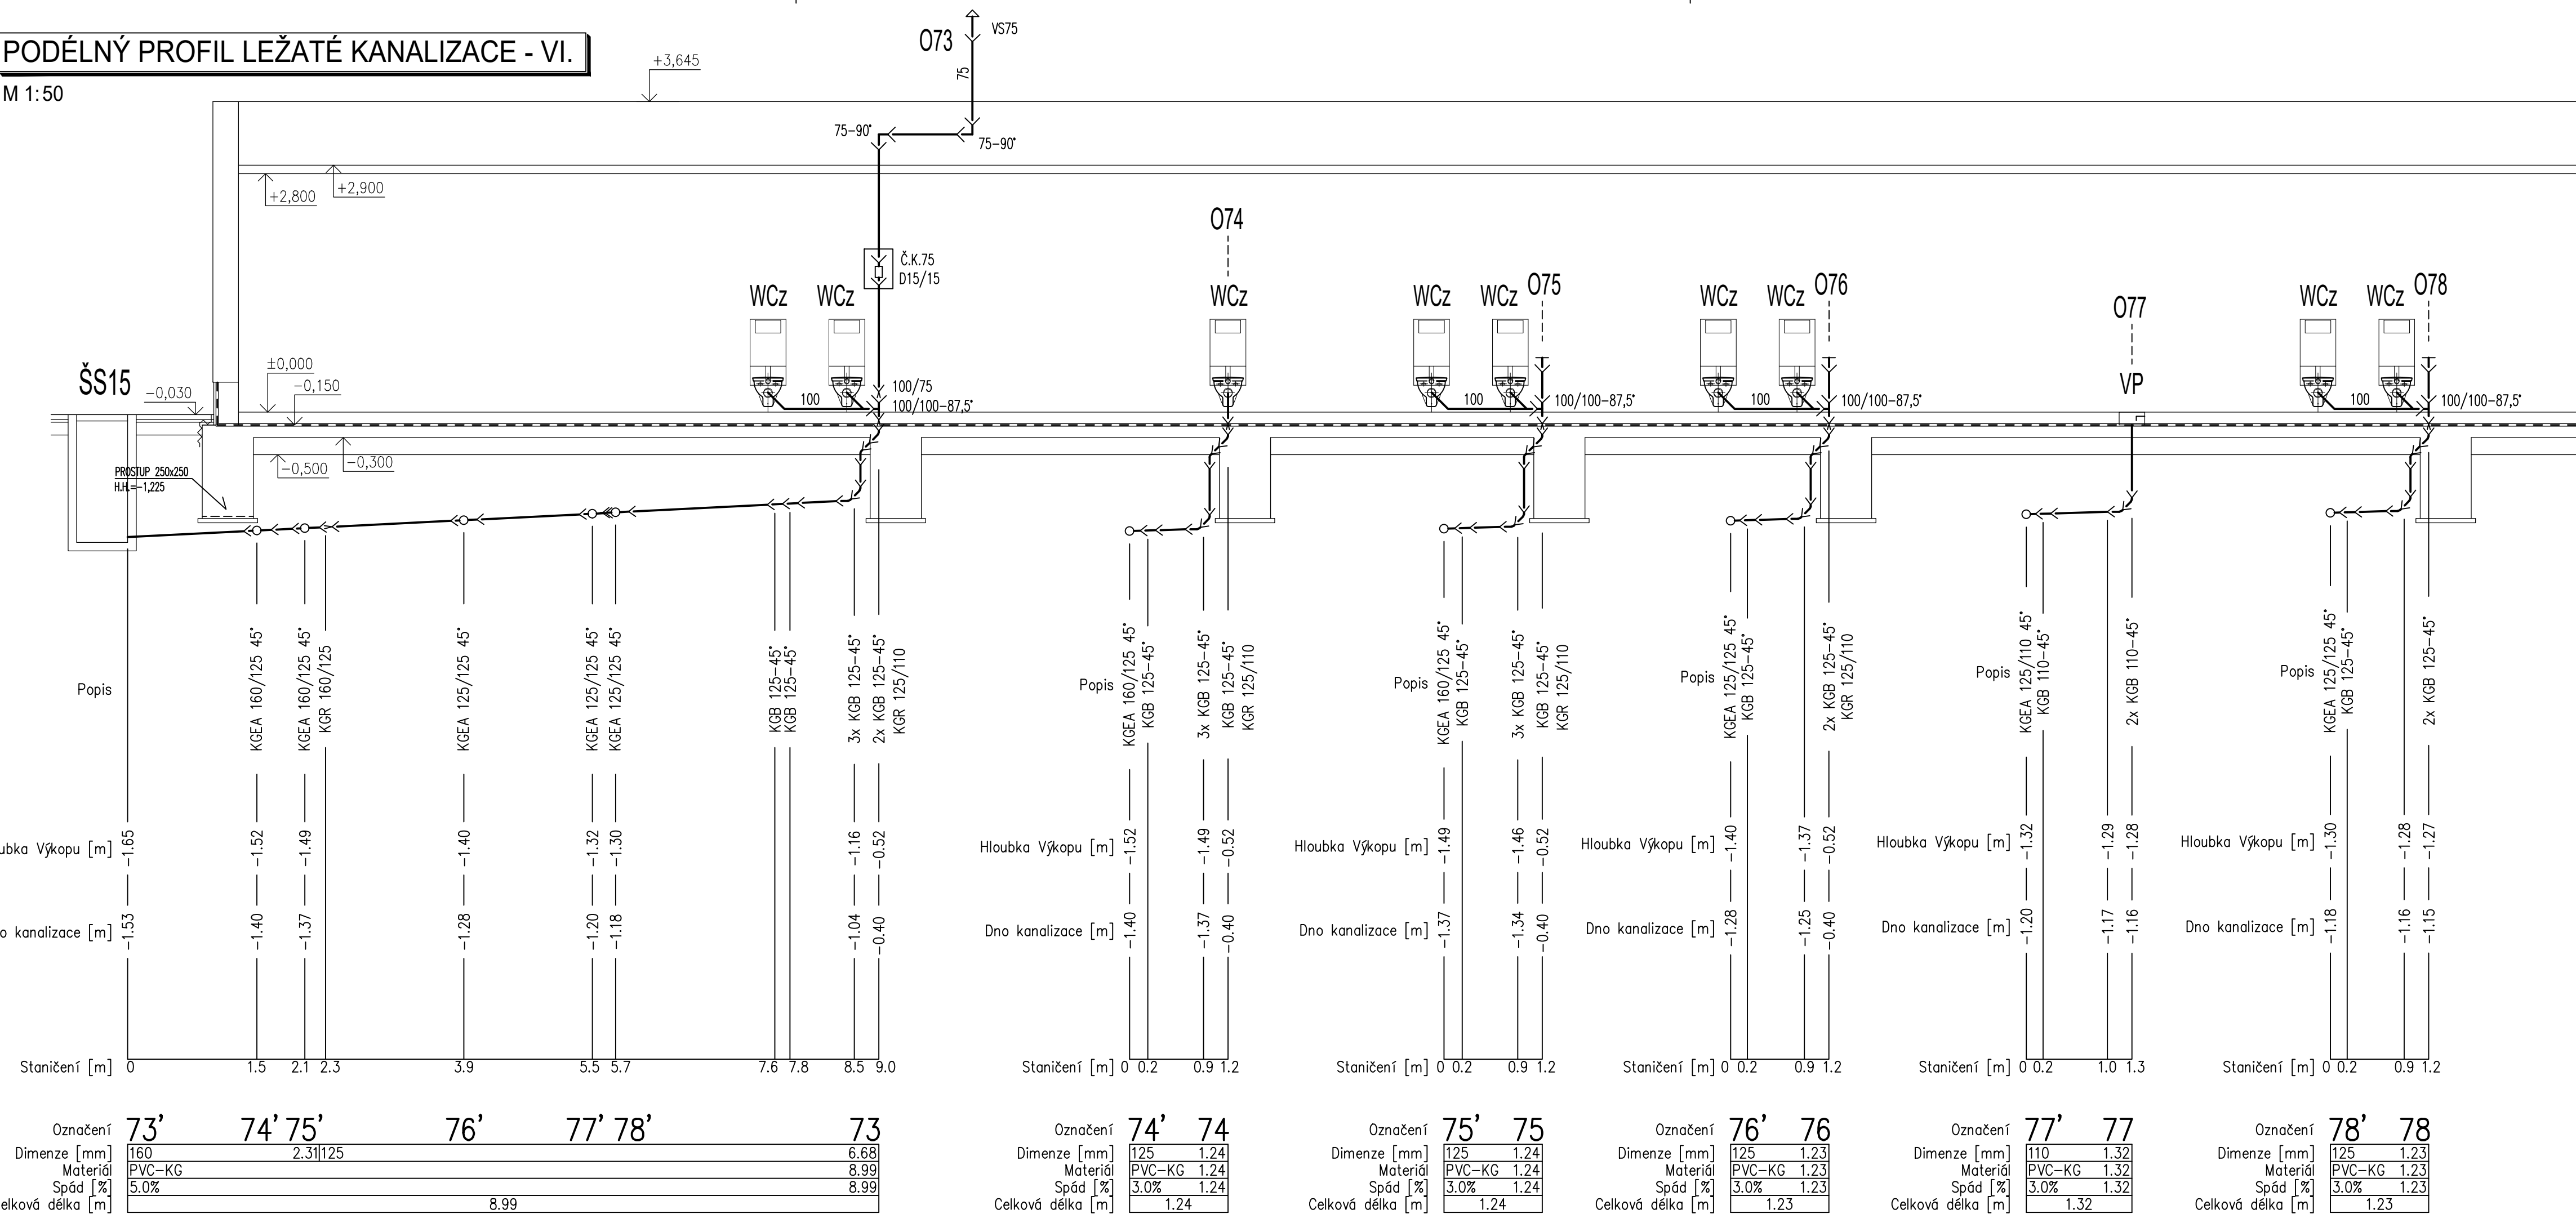 PODÉLNÝ PROFIL LEŽATÉ KANALIZACE - VI.
M 1:50
+3,645
O73
VS75
75
75-90°
75-90°
+2,800
+2,900
Č.K.75
D15/15
O74
WCz WCz
WCz
WCz WCz O75
WCz WCz O76
O77
VP
WCz WCz O78
ŠS15
-0,030
±0,000
-0,150
100
100/75
100/100-87,5°
100
100/100-87,5°
100
100/100-87,5°
100
100/100-87,5°
PROSTUP 250x250
H.H.=-1,225
-0,500
-0,300
Popis
KGEA 160/125 45°
KGEA 160/125 45°
KGR 160/125
KGEA 125/125 45°
KGEA 125/125 45°
KGEA 125/125 45°
KGB 125-45°
KGB 125-45°
3x KGB 125-45°
2x KGB 125-45°
KGR 125/110
ubka Výkopu [m] -1.65 -1.52 -1.49 -1.40 -1.32 -1.30 -1.16 -0.52
o kanalizace [m] -1.53 -1.40 -1.37 -1.28 -1.20 -1.18 -1.04 -0.40
Staničení [m] 0 1.5 2.1 2.3 3.9 5.5 5.7 7.6 7.8 8.5 9.0
Označení 73' 74' 75' 76' 77' 78' 73
Dimenze [mm] 160 2.31 125 6.68
Materiál PVC-KG 8.99
Spád [%] 5.0% 8.99
elková délka [m] 8.99
Popis
KGEA 160/125 45°
KGB 125-45°
3x KGB 125-45°
KGB 125-45°
KGR 125/110
Hloubka Výkopu [m] -1.52 -1.49 -0.52
Dno kanalizace [m] -1.40 -1.37 -0.40
Staničení [m] 0 0.2 0.9 1.2
Označení 74' 74
Dimenze [mm] 125 1.24
Materiál PVC-KG 1.24
Spád [%] 3.0% 1.24
Celková délka [m] 1.24
Popis
KGEA 160/125 45°
KGB 125-45°
3x KGB 125-45°
KGB 125-45°
KGR 125/110
Hloubka Výkopu [m] -1.49 -1.46 -0.52
Dno kanalizace [m] -1.37 -1.34 -0.40
Staničení [m] 0 0.2 0.9 1.2
Označení 75' 75
Dimenze [mm] 125 1.24
Materiál PVC-KG 1.24
Spád [%] 3.0% 1.24
Celková délka [m] 1.24
Popis
KGEA 125/125 45°
KGB 125-45°
2x KGB 125-45°
KGR 125/110
Hloubka Výkopu [m] -1.40 -1.37 -0.52
Dno kanalizace [m] -1.28 -1.25 -0.40
Staničení [m] 0 0.2 0.9 1.2
Označení 76' 76
Dimenze [mm] 125 1.23
Materiál PVC-KG 1.23
Spád [%] 3.0% 1.23
Celková délka [m] 1.23
Popis
KGEA 125/110 45°
KGB 110-45°
2x KGB 110-45°
Hloubka Výkopu [m] -1.32 -1.29 -1.28
Dno kanalizace [m] -1.20 -1.17 -1.16
Staničení [m] 0 0.2 1.0 1.3
Označení 77' 77
Dimenze [mm] 110 1.32
Materiál PVC-KG 1.32
Spád [%] 3.0% 1.32
Celková délka [m] 1.32
Popis
KGEA 125/125 45°
KGB 125-45°
2x KGB 125-45°
Hloubka Výkopu [m] -1.30 -1.28 -1.27
Dno kanalizace [m] -1.18 -1.16 -1.15
Staničení [m] 0 0.2 0.9 1.2
Označení 78' 78
Dimenze [mm] 125 1.23
Materiál PVC-KG 1.23
Spád [%] 3.0% 1.23
Celková délka [m] 1.23